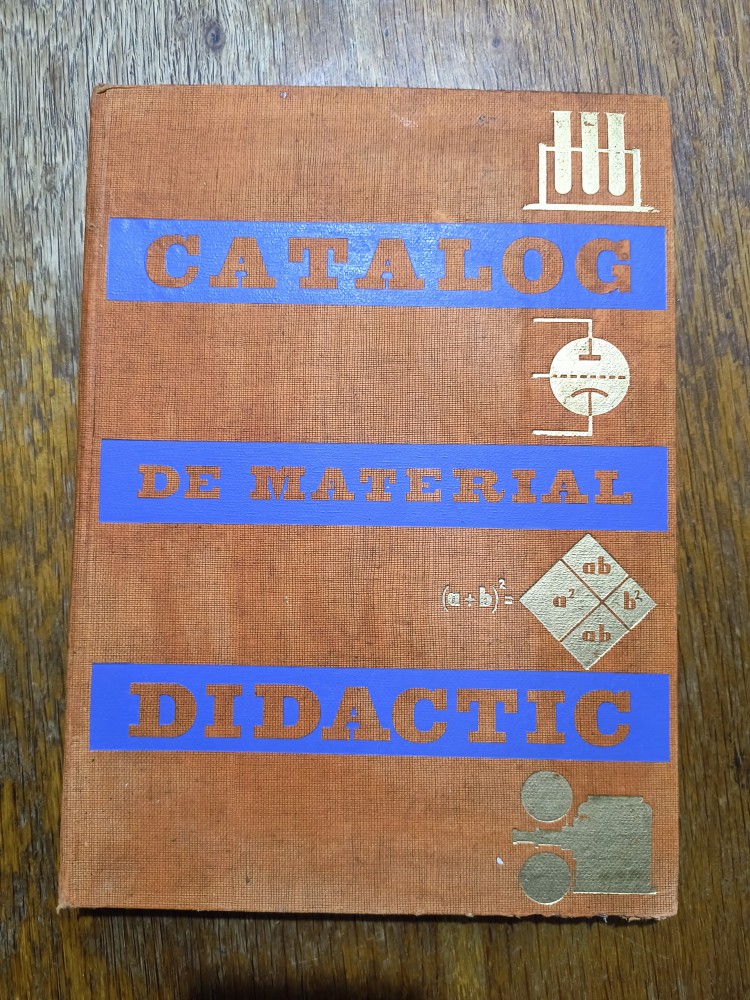 CATALOG
DE MATERIAL
(a+b)²=
ab
a² b²
ab
DIDACTIC